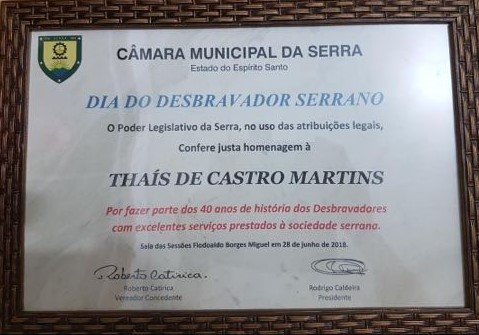 CÂMARA MUNICIPAL DA SERRA
Estado do Espírito Santo
DIA DO DESBRAVADOR SERRANO
O Poder Legislativo da Serra, no uso das atribuições legais,
Confere justa homenagem à
THAÍS DE CASTRO MARTINS
Por fazer parte dos 40 anos de história dos Desbravadores
com excelentes serviços prestados à sociedade serrana.
Sala das Sessões Flodoaldo Borges Miguel em 28 de junho de 2018.
Roberto Catirica.
Roberto Catirica
Vereador Concedente
Rodrigo Caldeira
Presidente